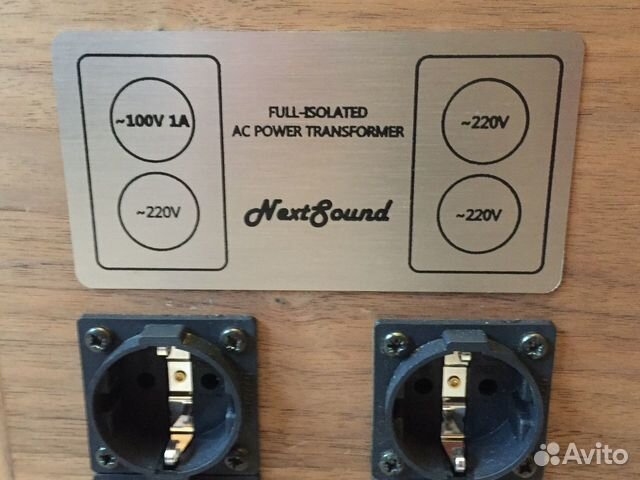 ~100V 1A
~220V
FULL-ISOLATED
AC POWER TRANSFORMER
NextSound
~220V
~220V
Avito